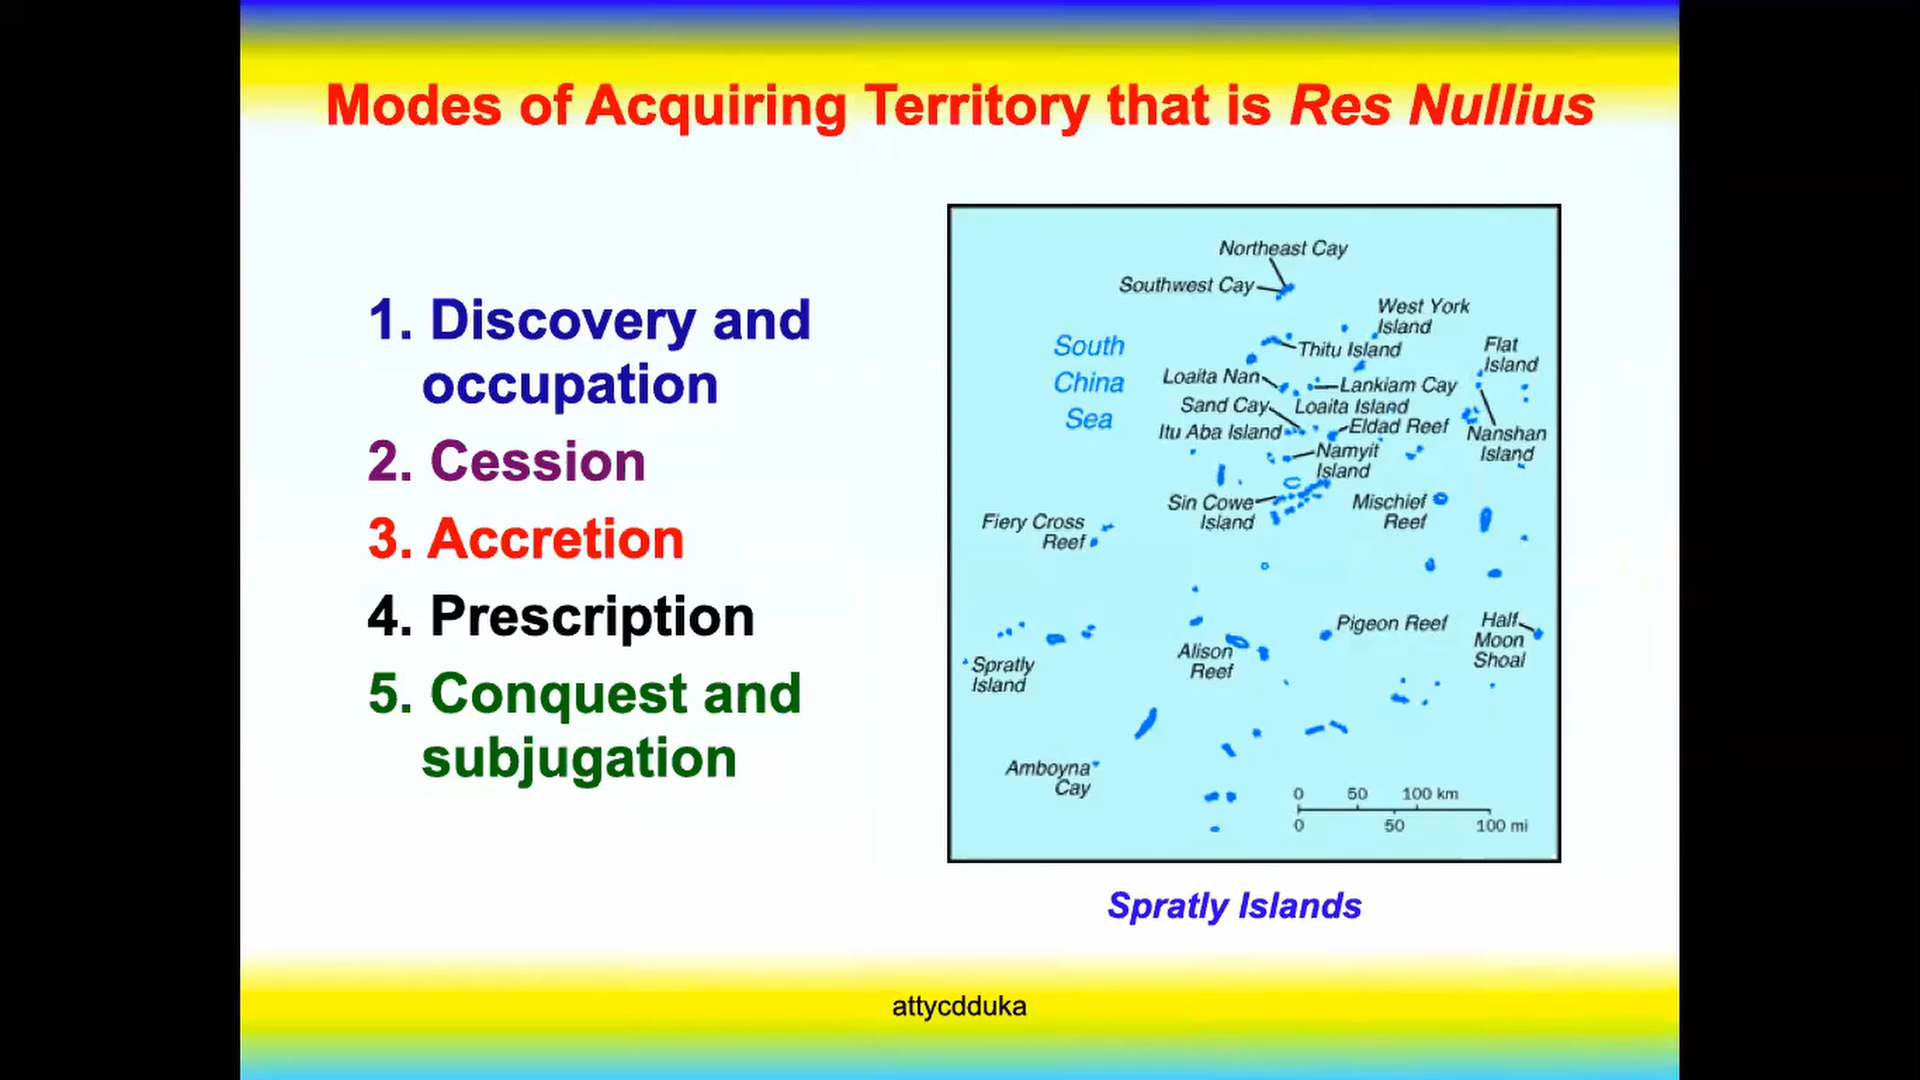 Modes of Acquiring Territory that is Res Nullius
1. Discovery and
occupation
2. Cession
3. Accretion
4. Prescription
5. Conquest and
subjugation
Northeast Cay
Southwest Cay
West York
Island
South
China
Sea
Thitu Island
Flat
Island
Loaita Nan
Lankiam Cay
Sand Cay
Loaita Island
Itu Aba Island
Eldad Reef
Nanshan
Island
Namyit
Island
Sin Cowe
Island
Mischief
Reef
Fiery Cross
Reef
Pigeon Reef
Half
Moon
Shoal
Alison
Reef
Spratly
Island
Amboyna
Cay
0 50 100 km
0 50 100 mi
Spratly Islands
attycdduka